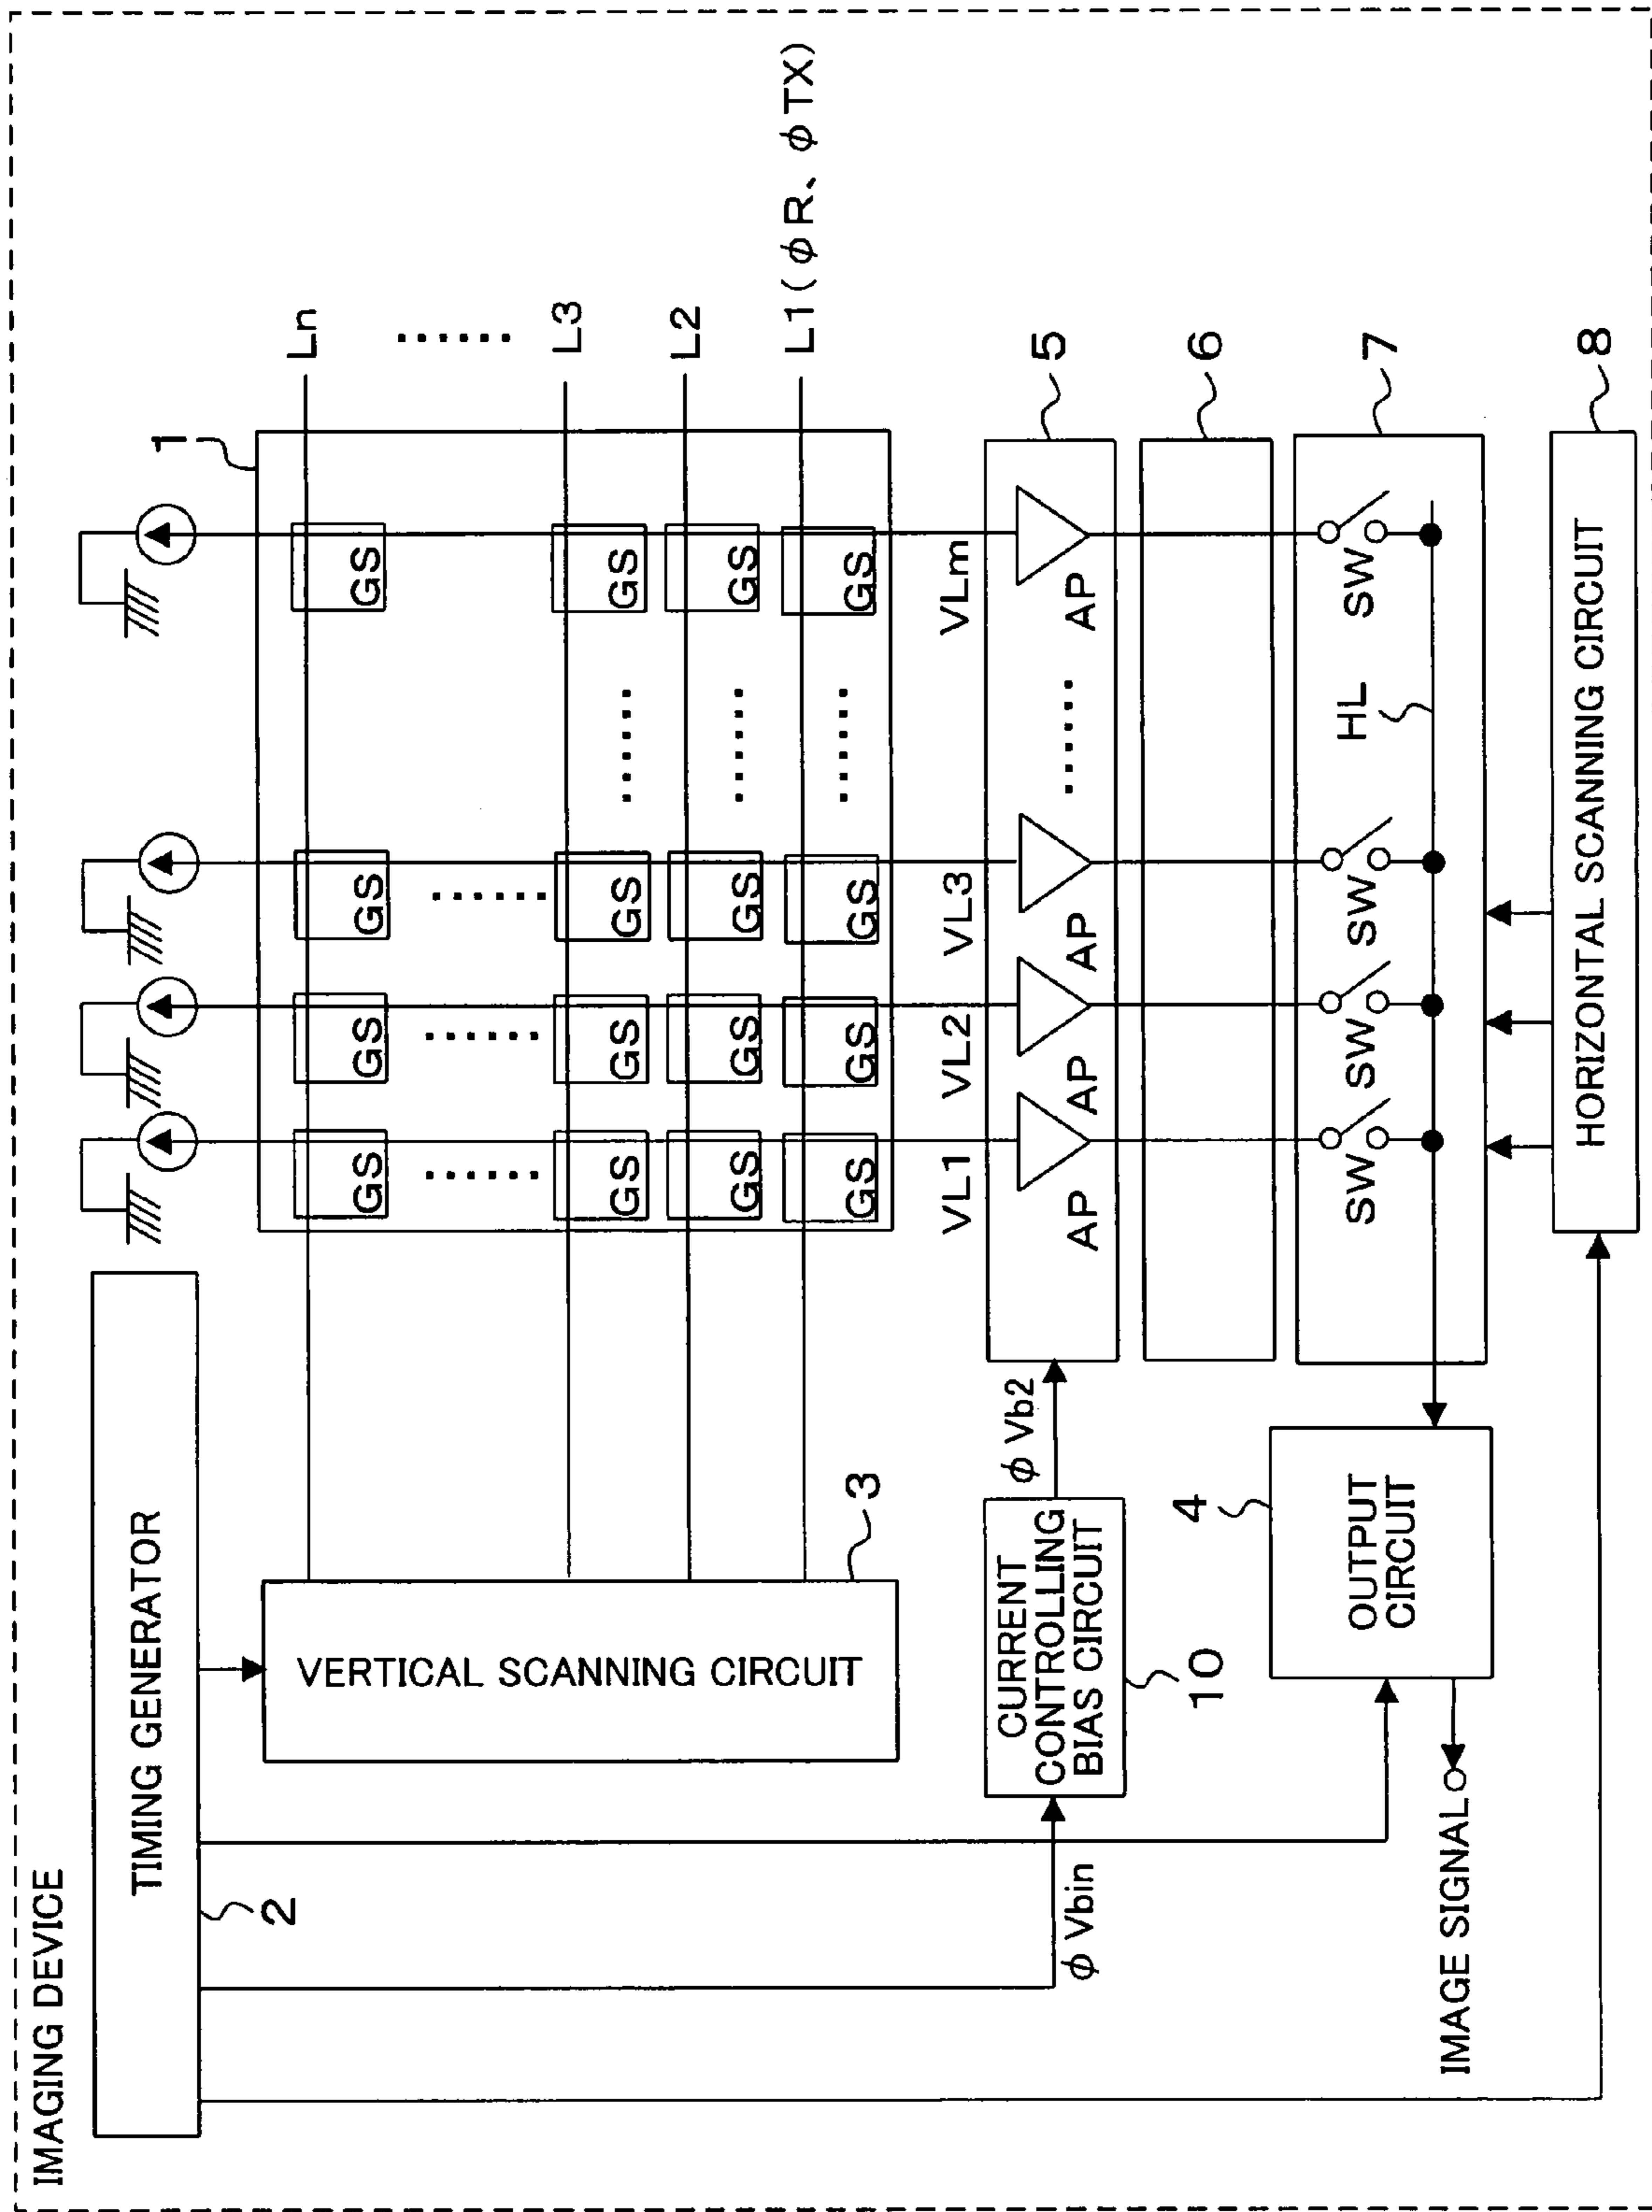 IMAGING DEVICE
TIMING GENERATOR
2
1
Ln
······
L3
L2
L1(φR、φTX)
GS GS GS GS
······ ······ ······
GS GS GS ······ GS
GS GS GS ······ GS
GS GS GS ······ GS
VERTICAL SCANNING CIRCUIT
3
VL1 VL2 VL3 VLm
φVbin
CURRENT
CONTROLLING
BIAS CIRCUIT
10
φVb2
AP AP AP ······ AP
5
6
SW SW SW SW
HL
7
OUTPUT
CIRCUIT
4
IMAGE SIGNAL
HORIZONTAL SCANNING CIRCUIT
8